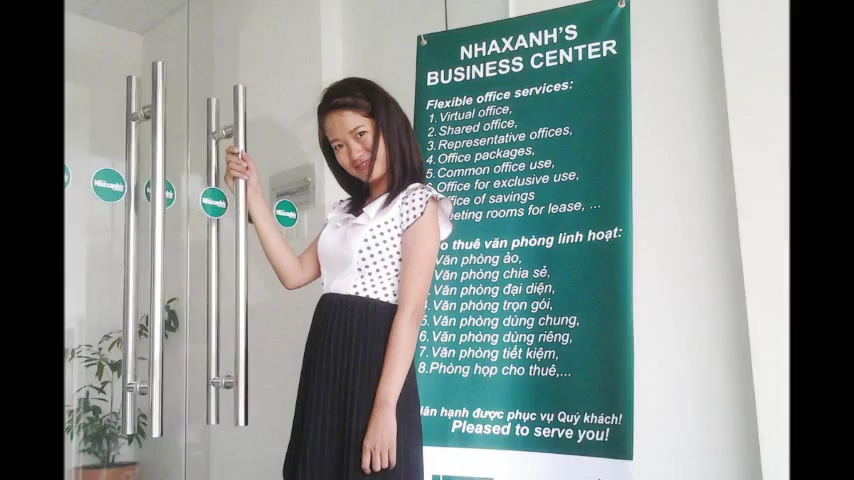 NHAXANH'S
BUSINESS CENTER
Flexible office services:
1. Virtual office,
2. Shared office,
3. Representative offices,
4. Office packages,
5. Common office use,
Office for exclusive use,
of savings
rooms for lease, ...
thuê văn phòng linh hoạt:
Văn phòng ảo,
Văn phòng chia sẻ,
Văn phòng đại diện,
Văn phòng trọn gói,
5. Văn phòng dùng chung,
6. Văn phòng dùng riêng,
7. Văn phòng tiết kiệm,
8. Phòng họp cho thuê,...
hạnh được phục vụ Quý khách!
Pleased to serve you!
Nhaxanh
Nhaxanh
Nhaxanh
Nhaxanh